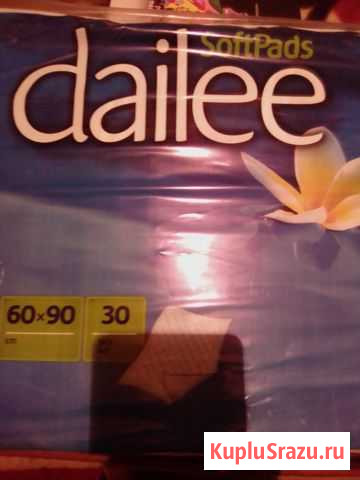 SoftPads
dailee
60×90 30
cm
KupluSrazu.ru